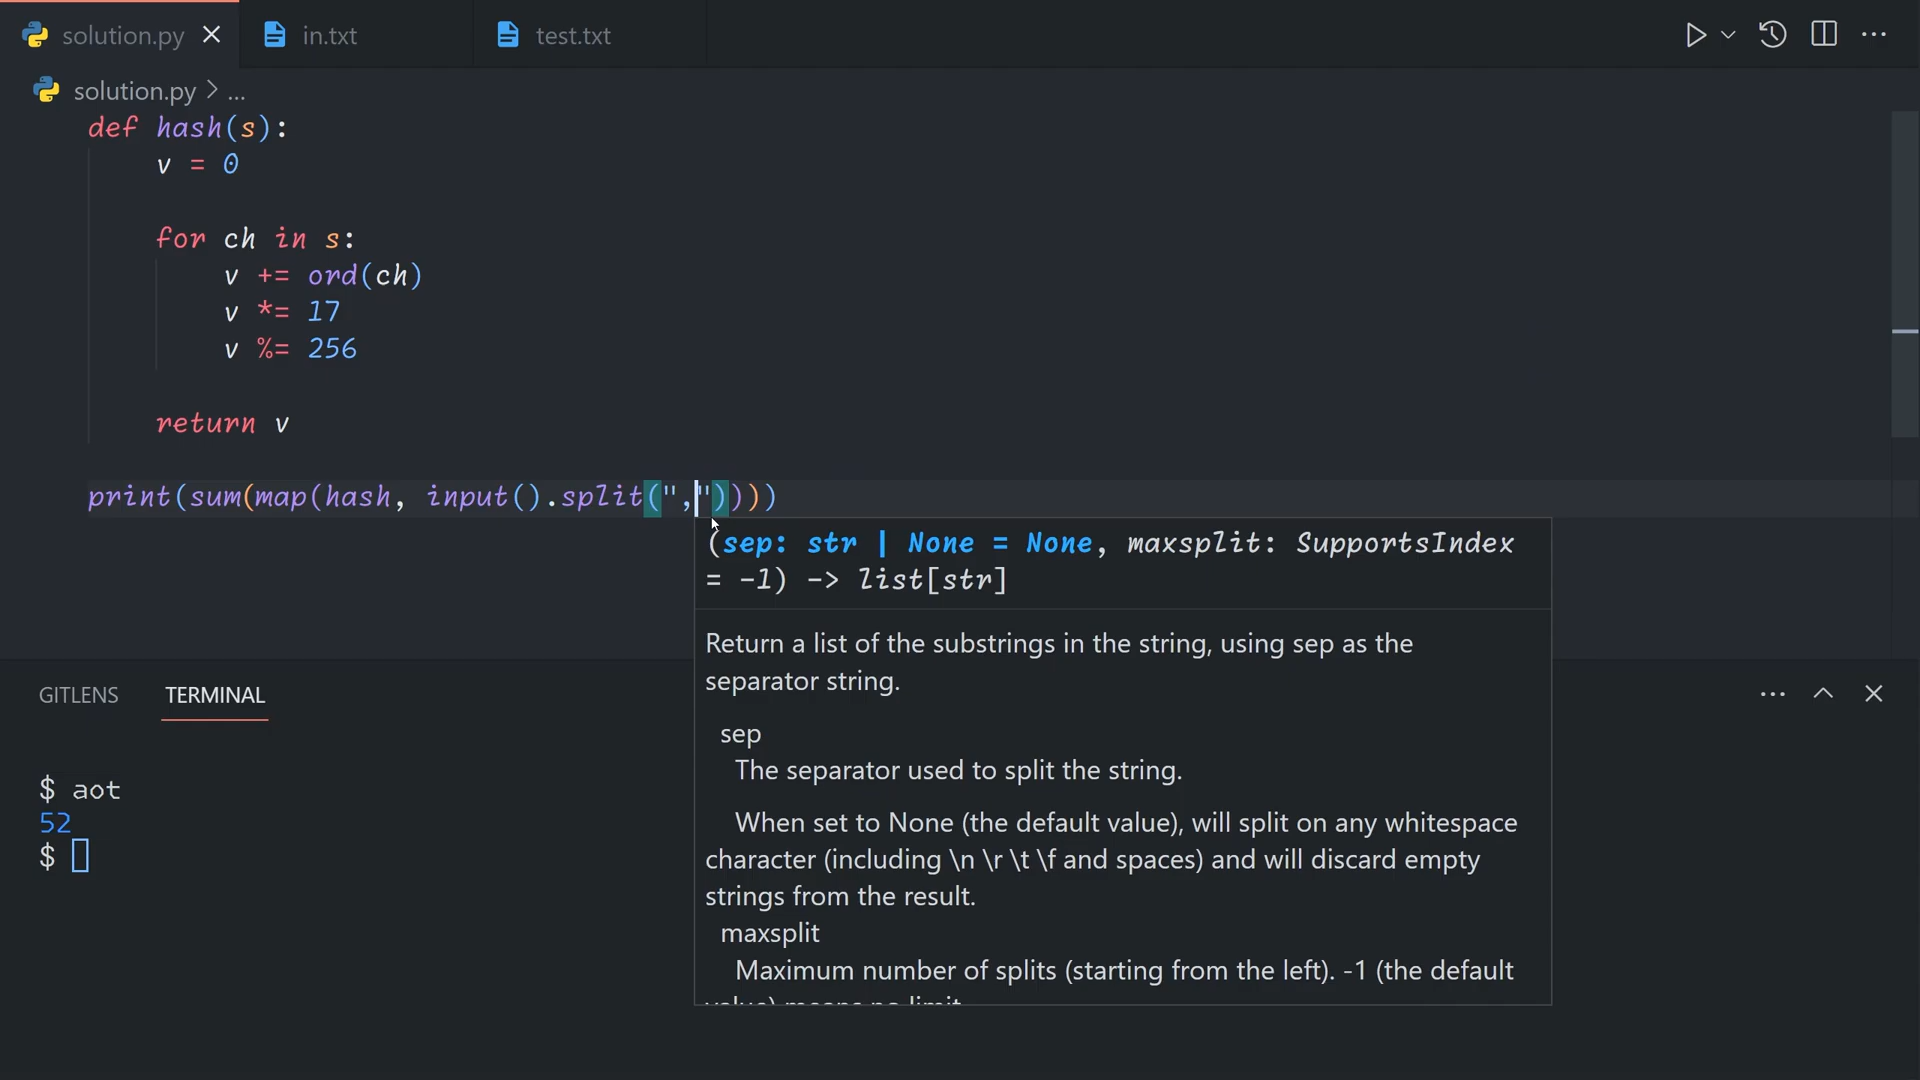 solution.py
in.txt
test.txt
solution.py > ...
def hash(s):
v = 0
for ch in s:
v += ord(ch)
v *= 17
v %= 256
return v
print(sum(map(hash, input().split(","))))
(sep: str | None = None, maxsplit: SupportsIndex
= -1) -> list[str]
Return a list of the substrings in the string, using sep as the
separator string.
sep
The separator used to split the string.
When set to None (the default value), will split on any whitespace
character (including \n \r \t \f and spaces) and will discard empty
strings from the result.
maxsplit
Maximum number of splits (starting from the left). -1 (the default
value) means no limit
GITLENS
TERMINAL
$ aot
52
$